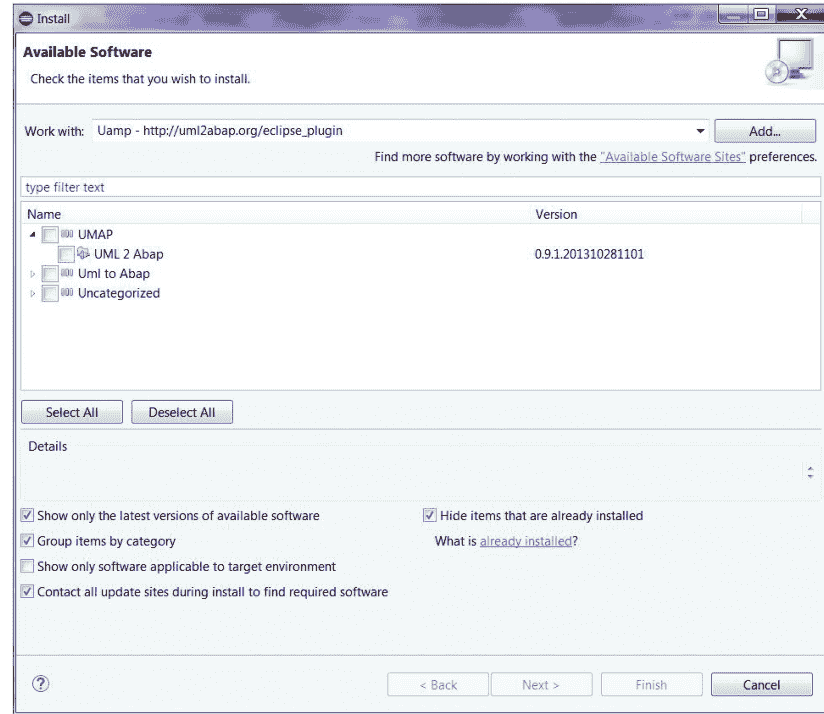 Install
Available Software
Check the items that you wish to install.
Work with: Uamp - http://uml2abap.org/eclipse_plugin Add...
Find more software by working with the "Available Software Sites" preferences.
type filter text
Name Version
UMAP
UML 2 Abap 0.9.1.201310281101
Uml to Abap
Uncategorized
Select All Deselect All
Details
Show only the latest versions of available software Hide items that are already installed
Group items by category What is already installed?
Show only software applicable to target environment
Contact all update sites during install to find required software
? < Back Next > Finish Cancel